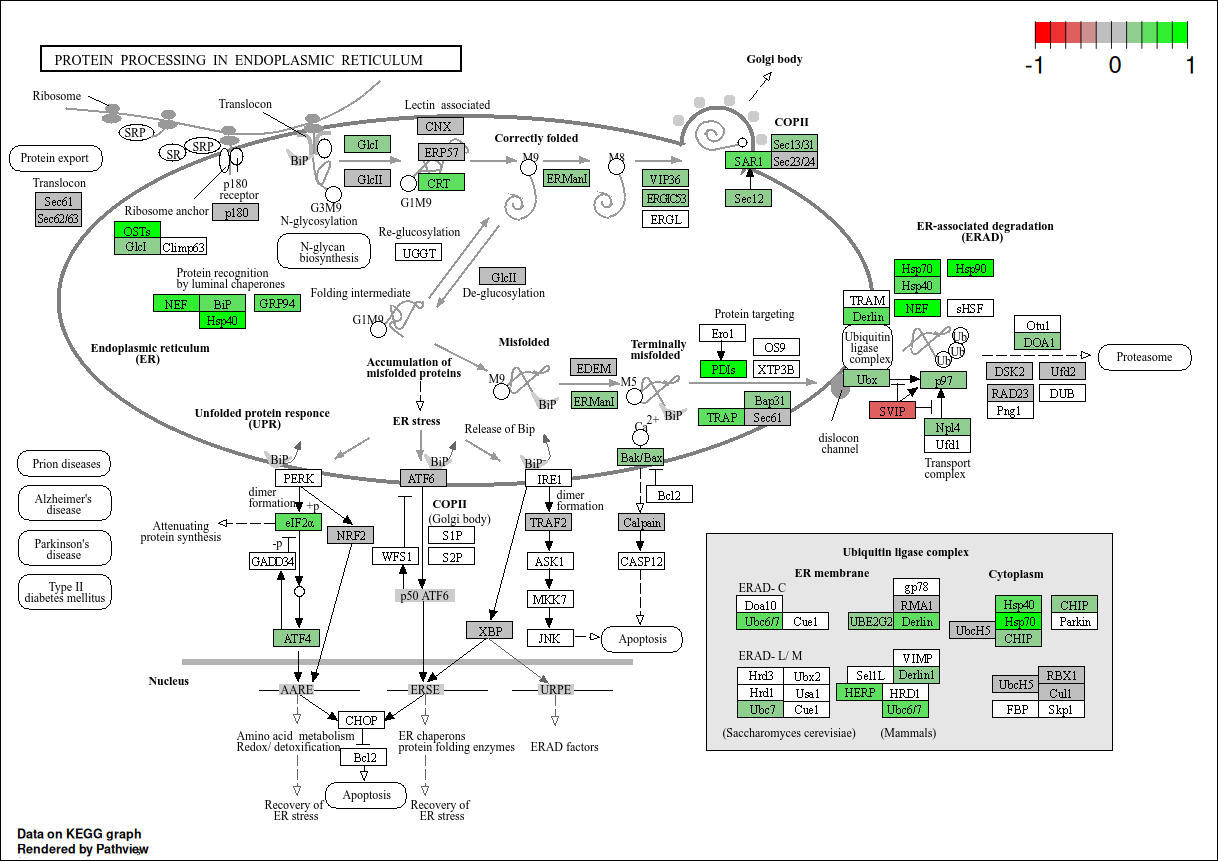 PROTEIN PROCESSING IN ENDOPLASMIC RETICULUM
-1 0 1
Golgi body
Ribosome
Translocon
Lectin associated
SRP
SR
SRP
CNX
COPII
Protein export
BiP
GlcI
ERP57
Correctly folded
Sec13/31
SAR1
Sec23/24
M9
M8
Translocon
Sec61
Sec62/63
p180
receptor
GlcII
CRT
ERManI
VIP36
ERGIC53
ERGL
Sec12
G3M9
G1M9
Ribosome anchor
p180
N-glycosylation
OSTs
GlcI
Climp63
N-glycan
biosynthesis
Re-glucosylation
UGGT
ER-associated degradation
(ERAD)
Protein recognition
by luminal chaperones
GlcII
De-glucosylation
Hsp70
Hsp90
Hsp40
NEF
BiP
GRP94
Hsp40
Folding intermediate
G1M9
TRAM
Derlin
NEF
sHSF
Protein targeting
Ero1
OS9
PDIs
XTP3B
Ubiquitin
ligase
complex
Ub
Ub
Ub
Otu1
DOA1
Proteasome
Endoplasmic reticulum
(ER)
Accumulation of
misfolded proteins
Misfolded
Terminally
misfolded
M9
EDEM
ERManI
M5
BiP
BiP
Ubx
p97
DSK2
Ufd2
RAD23
DUB
Png1
SVIP
Bap31
TRAP
Sec61
Npl4
Ufd1
Unfolded protein responce
(UPR)
ER stress
Release of Bip
Ca2+
dislocon
channel
Transport
complex
Prion diseases
Alzheimer's
disease
Parkinson's
disease
Type II
diabetes mellitus
BiP
BiP
BiP
PERK
ATF6
IRE1
Bak/Bax
Bcl2
dimer
formation
+p
eIF2α
NRF2
Attenuating
protein synthesis
-p
GADD34
COPII
(Golgi body)
S1P
S2P
WFS1
p50 ATF6
dimer
formation
TRAF2
ASK1
MKK7
JNK
Calpain
CASP12
Apoptosis
ATF4
XBP
Nucleus
AARE
ERSE
URPE
CHOP
Amino acid metabolism
Redox/ detoxification
ER chaperons
protein folding enzymes
ERAD factors
Bcl2
Apoptosis
Recovery of
ER stress
Recovery of
ER stress
Ubiquitin ligase complex
ER membrane
Cytoplasm
ERAD- C
Doa10
Ubc6/7
Cue1
gp78
RMA1
UBE2G2
Derlin
Hsp40
Hsp70
UbcH5
CHIP
CHIP
Parkin
ERAD- L/ M
Hrd3
Ubx2
Hrd1
Usa1
Ubc7
Cue1
VIMP
Sel1L
Derlin1
HERP
HRD1
Ubc6/7
UbcH5
RBX1
Cul1
FBP
Skp1
(Saccharomyces cerevisiae)
(Mammals)
Data on KEGG graph
Rendered by Pathview